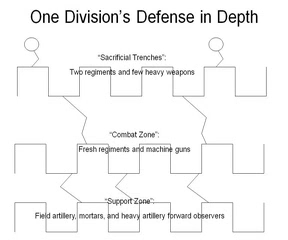 One Division's Defense in Depth
"Sacrificial Trenches":
Two regiments and few heavy weapons
"Combat Zone":
Fresh regiments and machine guns
"Support Zone":
Field artillery, mortars, and heavy artillery forward observers